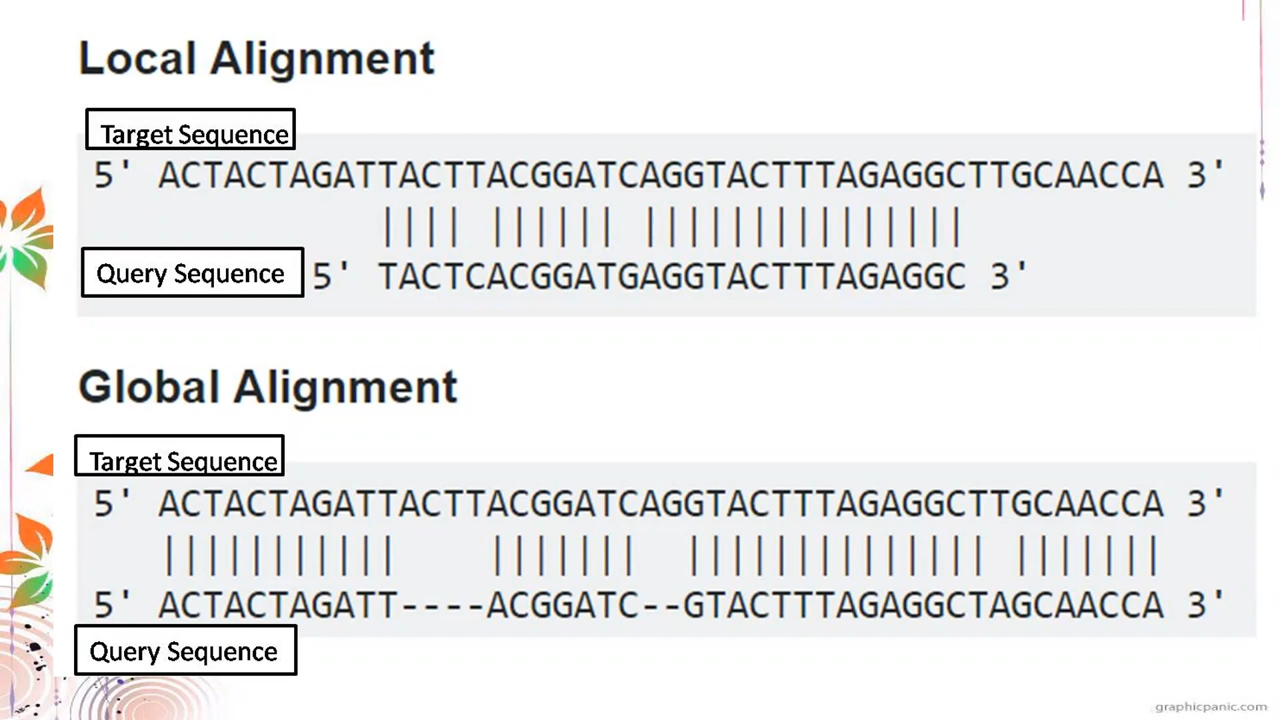 Local Alignment
Target Sequence
5' ACTACTAGATTACTTACGGATCAGGTACTTTAGAGGCTTGCAACCA 3'
|||| |||||| ||||||||||||||
Query Sequence 5' TACTCACGGATGAGGTACTTTAGAGGC 3'
Global Alignment
Target Sequence
5' ACTACTAGATTACTTACGGATCAGGTACTTTAGAGGCTTGCAACCA 3'
||||||||||| ||||||| |||||||||||||| |||||||
5' ACTACTAGATT----ACGGATC--GTACTTTAGAGGCTAGCAACCA 3'
Query Sequence
graphicpanic.com